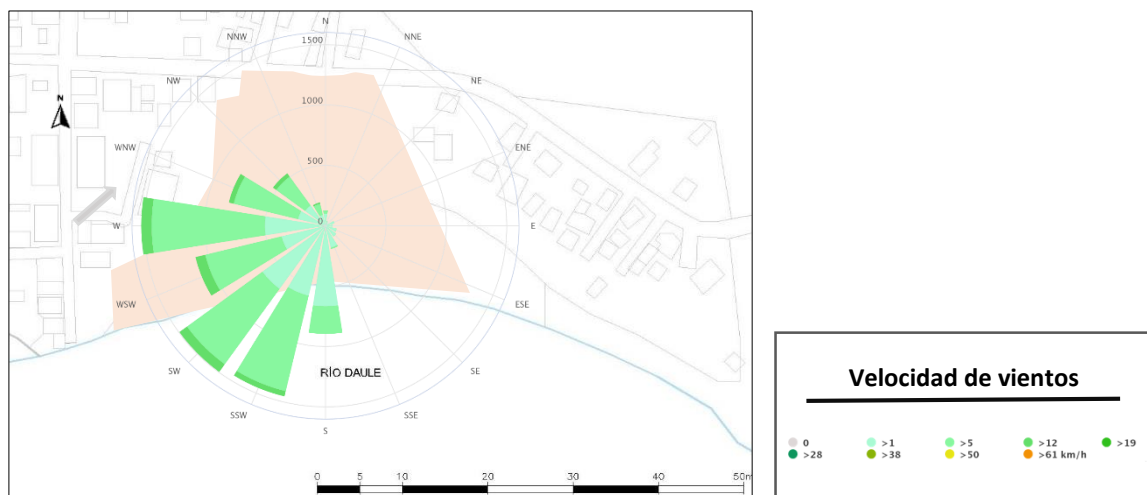 N
NNW
NNE
1500
NW
NE
1000
N
WNW
ENE
500
0
W
E
WSW
ESE
SW
RÍO DAULE
SE
SSW
SSE
S
0
10
20
30
40
50m
Velocidad de vientos
0
>1
>5
>12
>19
>28
>38
>50
>61 km/h